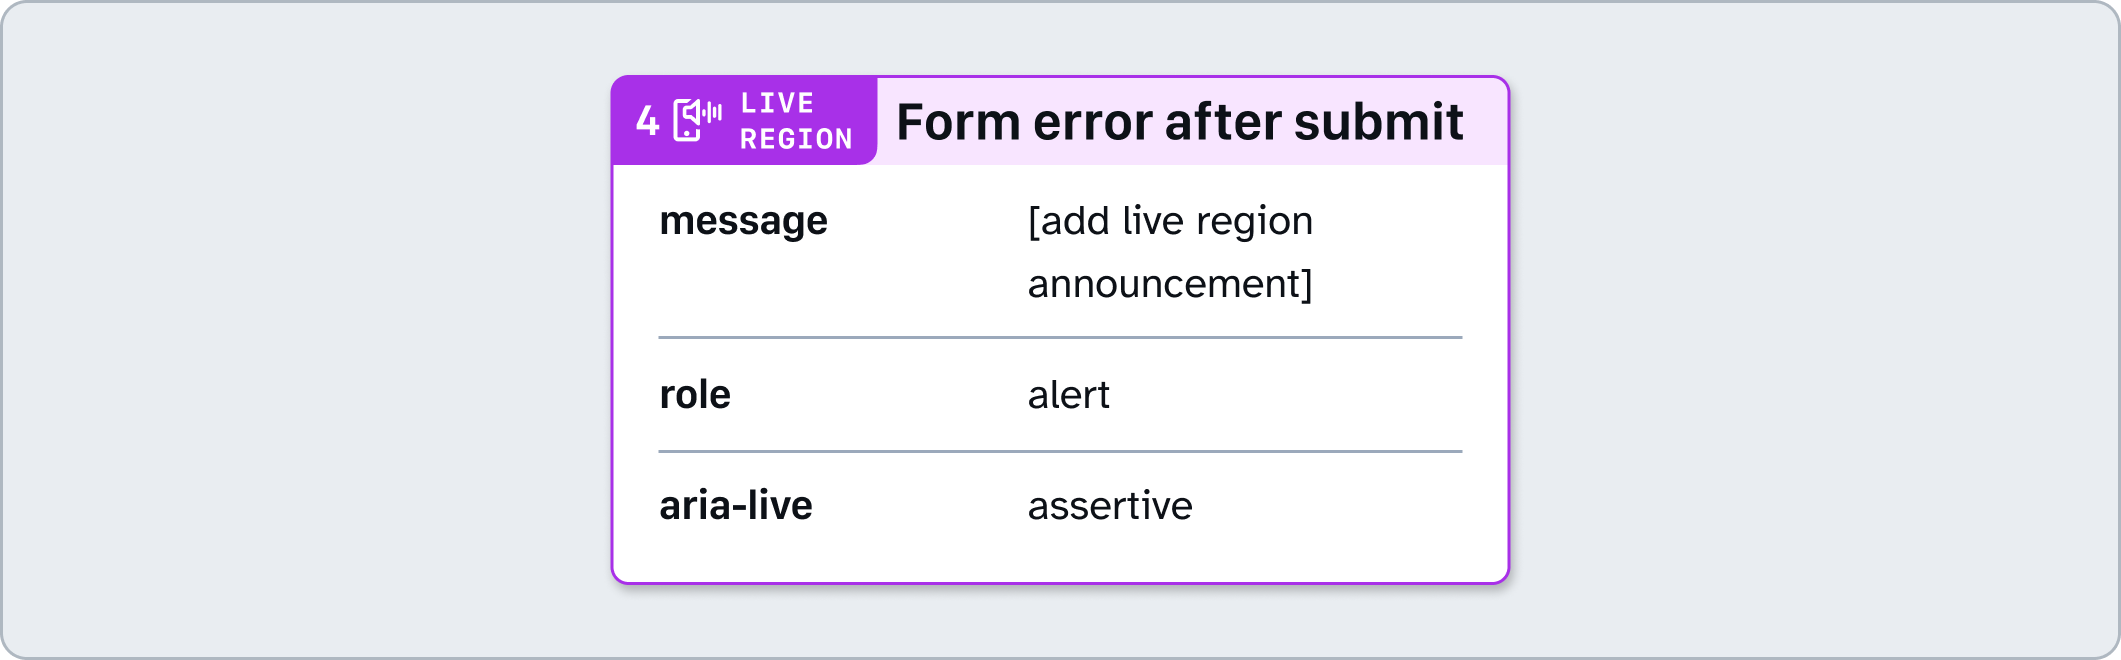 4 LIVE
REGION
Form error after submit
message
[add live region
announcement]
role
alert
aria-live
assertive